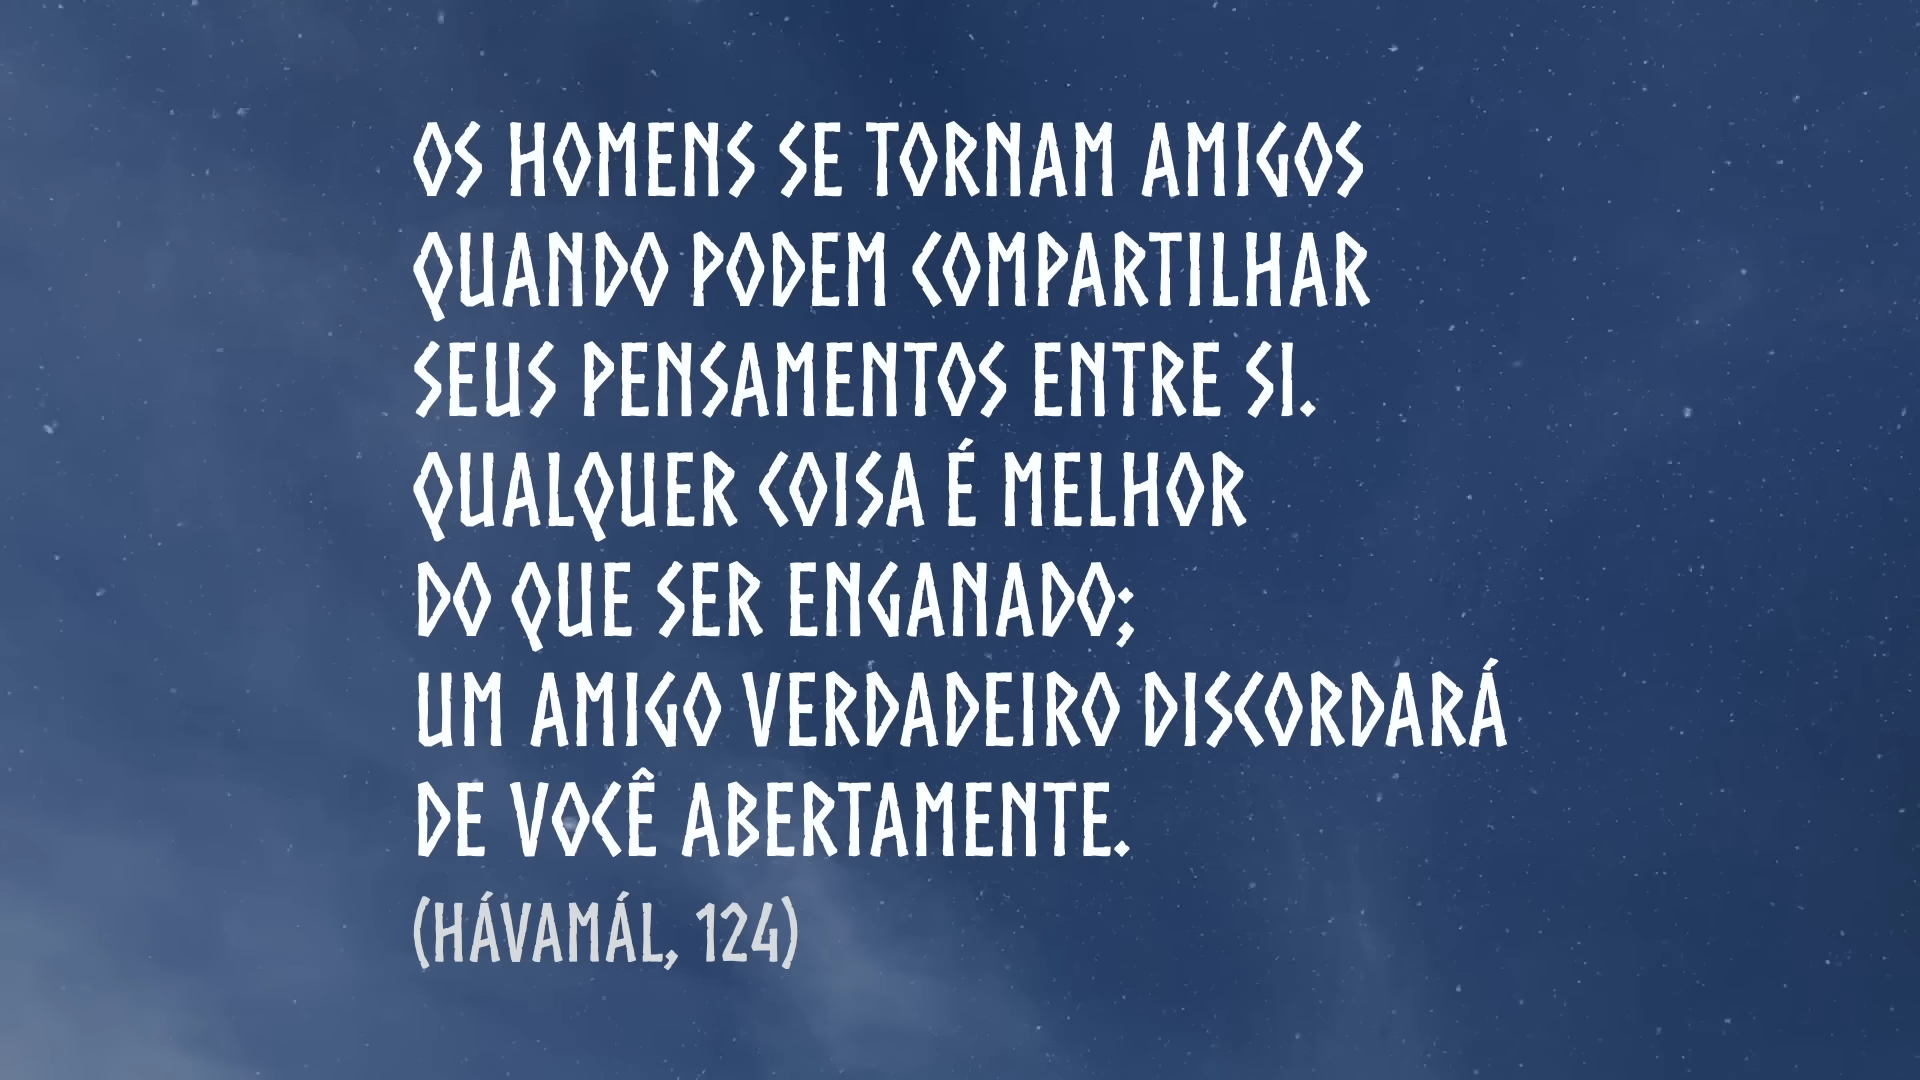 OS HOMENS SE TORNAM AMIGOS
QUANDO PODEM COMPARTILHAR
SEUS PENSAMENTOS ENTRE SI.
QUALQUER COISA É MELHOR
DO QUE SER ENGANADO;
UM AMIGO VERDADEIRO DISCORDARÁ
DE VOCÊ ABERTAMENTE.
(HÁVAMÁL, 124)